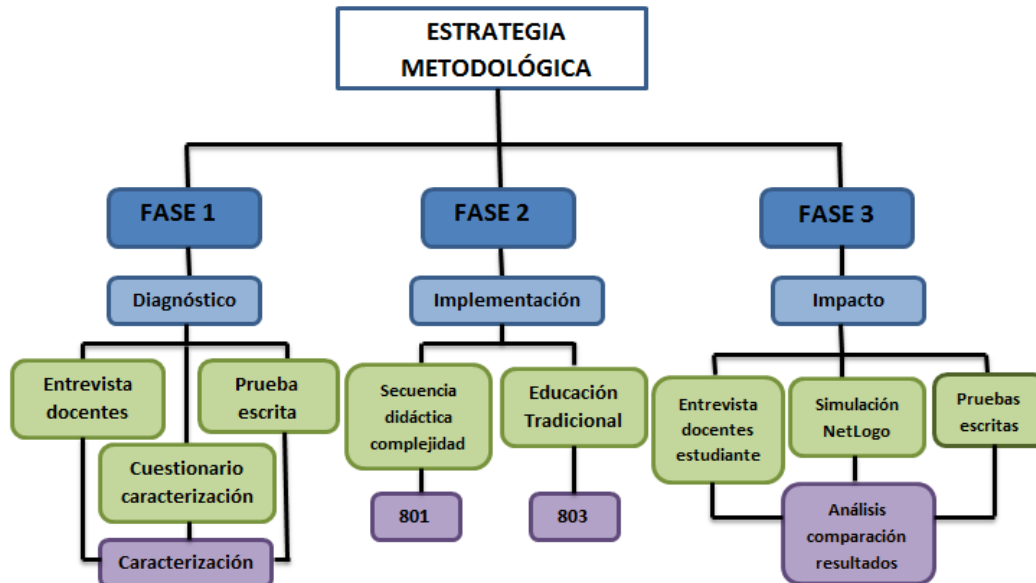 ESTRATEGIA
METODOLÓGICA
FASE 1
FASE 2
FASE 3
Diagnóstico
Implementación
Impacto
Entrevista
docentes
Prueba
escrita
Cuestionario
caracterización
Caracterización
Secuencia
didáctica
complejidad
Educación
Tradicional
801
803
Entrevista
docentes
estudiante
Simulación
NetLogo
Pruebas
escritas
Análisis
comparación
resultados